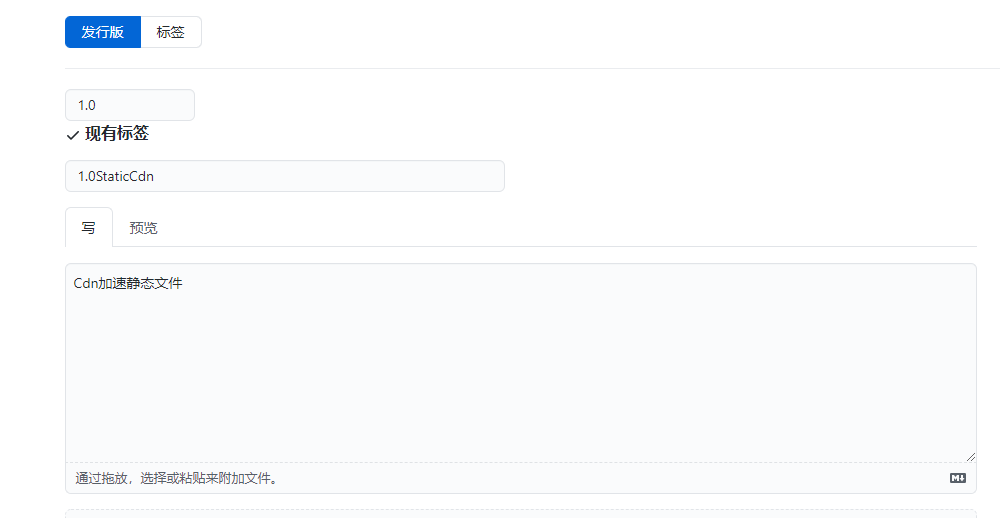 发行版 标签
1.0
现有标签
1.0StaticCdn
写 预览
Cdn加速静态文件
通过拖放，选择或粘贴来附加文件。
M